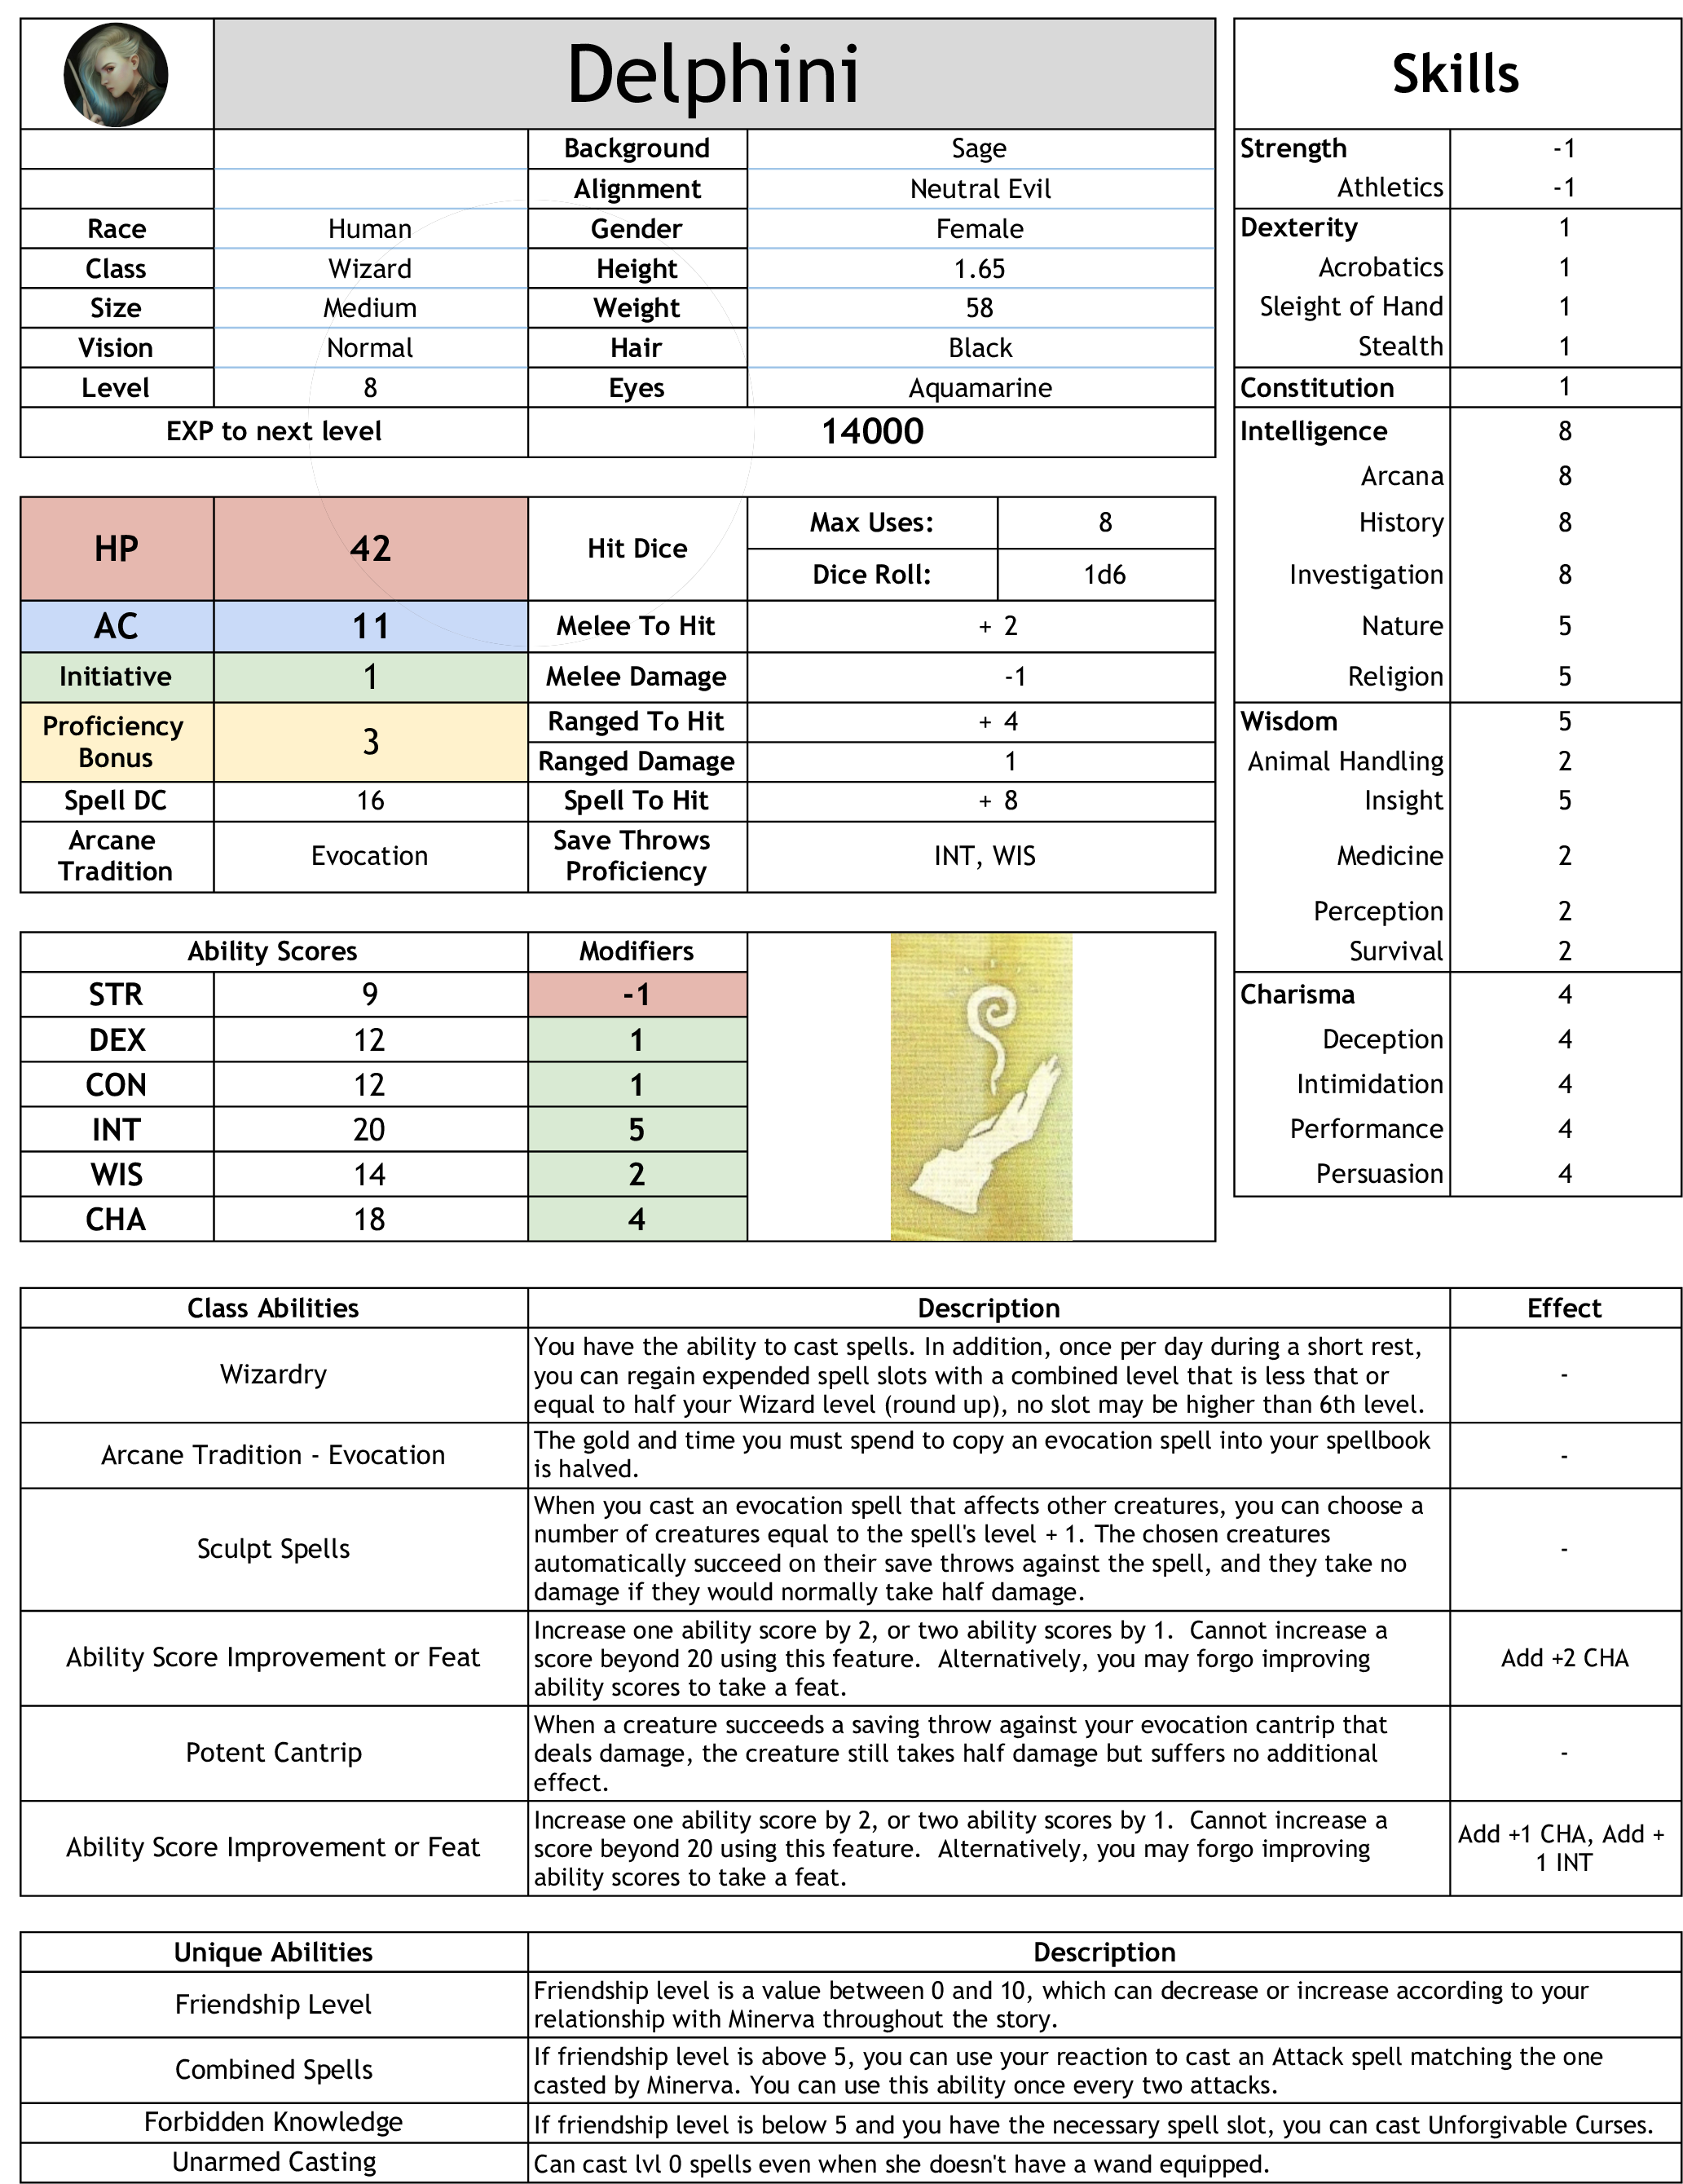 Delphini
Background Sage
Alignment Neutral Evil
Race Human Gender Female
Class Wizard Height 1.65
Size Medium Weight 58
Vision Normal Hair Black
Level 8 Eyes Aquamarine
EXP to next level 14000
HP 42 Hit Dice Max Uses: 8
Dice Roll: 1d6
AC 11 Melee To Hit + 2
Initiative 1 Melee Damage -1
Proficiency
Bonus
3
Ranged To Hit + 4
Ranged Damage 1
Spell DC 16 Spell To Hit + 8
Arcane
Tradition
Evocation
Save Throws
Proficiency
INT, WIS
Ability Scores Modifiers
STR 9 -1
DEX 12 1
CON 12 1
INT 20 5
WIS 14 2
CHA 18 4
Skills
Strength -1
Athletics -1
Dexterity 1
Acrobatics 1
Sleight of Hand 1
Stealth 1
Constitution 1
Intelligence 8
Arcana 8
History 8
Investigation 8
Nature 5
Religion 5
Wisdom 5
Animal Handling 2
Insight 5
Medicine 2
Perception 2
Survival 2
Charisma 4
Deception 4
Intimidation 4
Performance 4
Persuasion 4
Class Abilities Description Effect
Wizardry
You have the ability to cast spells. In addition, once per day during a short rest,
you can regain expended spell slots with a combined level that is less that or
equal to half your Wizard level (round up), no slot may be higher than 6th level.
-
Arcane Tradition - Evocation
The gold and time you must spend to copy an evocation spell into your spellbook
is halved.
-
Sculpt Spells
When you cast an evocation spell that affects other creatures, you can choose a
number of creatures equal to the spell's level + 1. The chosen creatures
automatically succeed on their save throws against the spell, and they take no
damage if they would normally take half damage.
-
Ability Score Improvement or Feat
Increase one ability score by 2, or two ability scores by 1.  Cannot increase a
score beyond 20 using this feature.  Alternatively, you may forgo improving
ability scores to take a feat.
Add +2 CHA
Potent Cantrip
When a creature succeeds a saving throw against your evocation cantrip that
deals damage, the creature still takes half damage but suffers no additional
effect.
-
Ability Score Improvement or Feat
Increase one ability score by 2, or two ability scores by 1.  Cannot increase a
score beyond 20 using this feature.  Alternatively, you may forgo improving
ability scores to take a feat.
Add +1 CHA, Add +
1 INT
Unique Abilities Description
Friendship Level
Friendship level is a value between 0 and 10, which can decrease or increase according to your
relationship with Minerva throughout the story.
Combined Spells
If friendship level is above 5, you can use your reaction to cast an Attack spell matching the one
casted by Minerva. You can use this ability once every two attacks.
Forbidden Knowledge If friendship level is below 5 and you have the necessary spell slot, you can cast Unforgivable Curses.
Unarmed Casting Can cast lvl 0 spells even when she doesn't have a wand equipped.